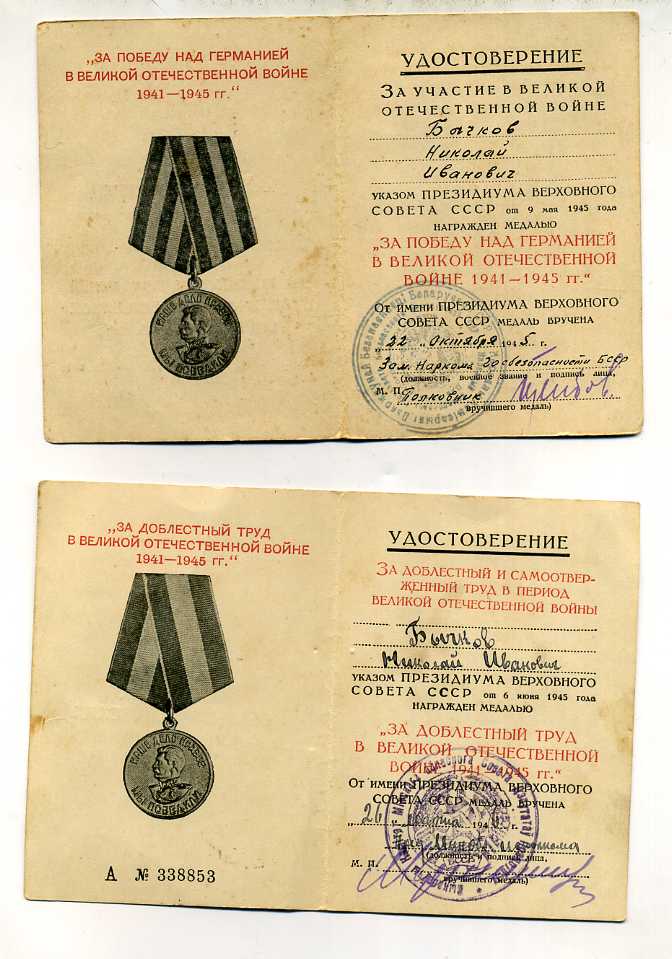 „ЗА ПОБЕДУ НАД ГЕРМАНИЕЙ
В ВЕЛИКОЙ ОТЕЧЕСТВЕННОЙ ВОЙНЕ
1941—1945 гг.“
НАШЕ ДЕЛО ПРАВОЕ
МЫ ПОБЕДИЛИ
УДОСТОВЕРЕНИЕ
ЗА УЧАСТИЕ В ВЕЛИКОЙ
ОТЕЧЕСТВЕННОЙ ВОЙНЕ
Бычков
Николай
Иванович
УКАЗОМ ПРЕЗИДИУМА ВЕРХОВНОГО
СОВЕТА СССР от 9 мая 1945 года
НАГРАЖДЕН МЕДАЛЬЮ
„ЗА ПОБЕДУ НАД ГЕРМАНИЕЙ
В ВЕЛИКОЙ ОТЕЧЕСТВЕННОЙ
ВОЙНЕ 1941—1945 гг.“
От имени ПРЕЗИДИУМА ВЕРХОВНОГО
СОВЕТА СССР МЕДАЛЬ ВРУЧЕНА
„22„ Октября 1945 г.
Зам. Наркома Госбезопасности БССР
(должность, военное звание и подпись лица,
М. П. Полковник
вручившего медаль)
„ЗА ДОБЛЕСТНЫЙ ТРУД
В ВЕЛИКОЙ ОТЕЧЕСТВЕННОЙ ВОЙНЕ
1941—1945 гг.“
НАШЕ ДЕЛО ПРАВОЕ
МЫ ПОБЕДИЛИ
А № 338853
УДОСТОВЕРЕНИЕ
ЗА ДОБЛЕСТНЫЙ И САМООТВЕР-
ЖЕННЫЙ ТРУД В ПЕРИОД
ВЕЛИКОЙ ОТЕЧЕСТВЕННОЙ ВОЙНЫ
Бычков
Николай Иванович
УКАЗОМ ПРЕЗИДИУМА ВЕРХОВНОГО
СОВЕТА СССР от 6 июня 1945 года
НАГРАЖДЕН МЕДАЛЬЮ
„ЗА ДОБЛЕСТНЫЙ ТРУД
В ВЕЛИКОЙ ОТЕЧЕСТВЕННОЙ
ВОЙНЕ 1941—1945 гг.“
От имени ПРЕЗИДИУМА ВЕРХОВНОГО
СОВЕТА СССР МЕДАЛЬ ВРУЧЕНА
„26„ марта 194 г.
(должность и подпись лица,
М. П.
вручившего медаль)